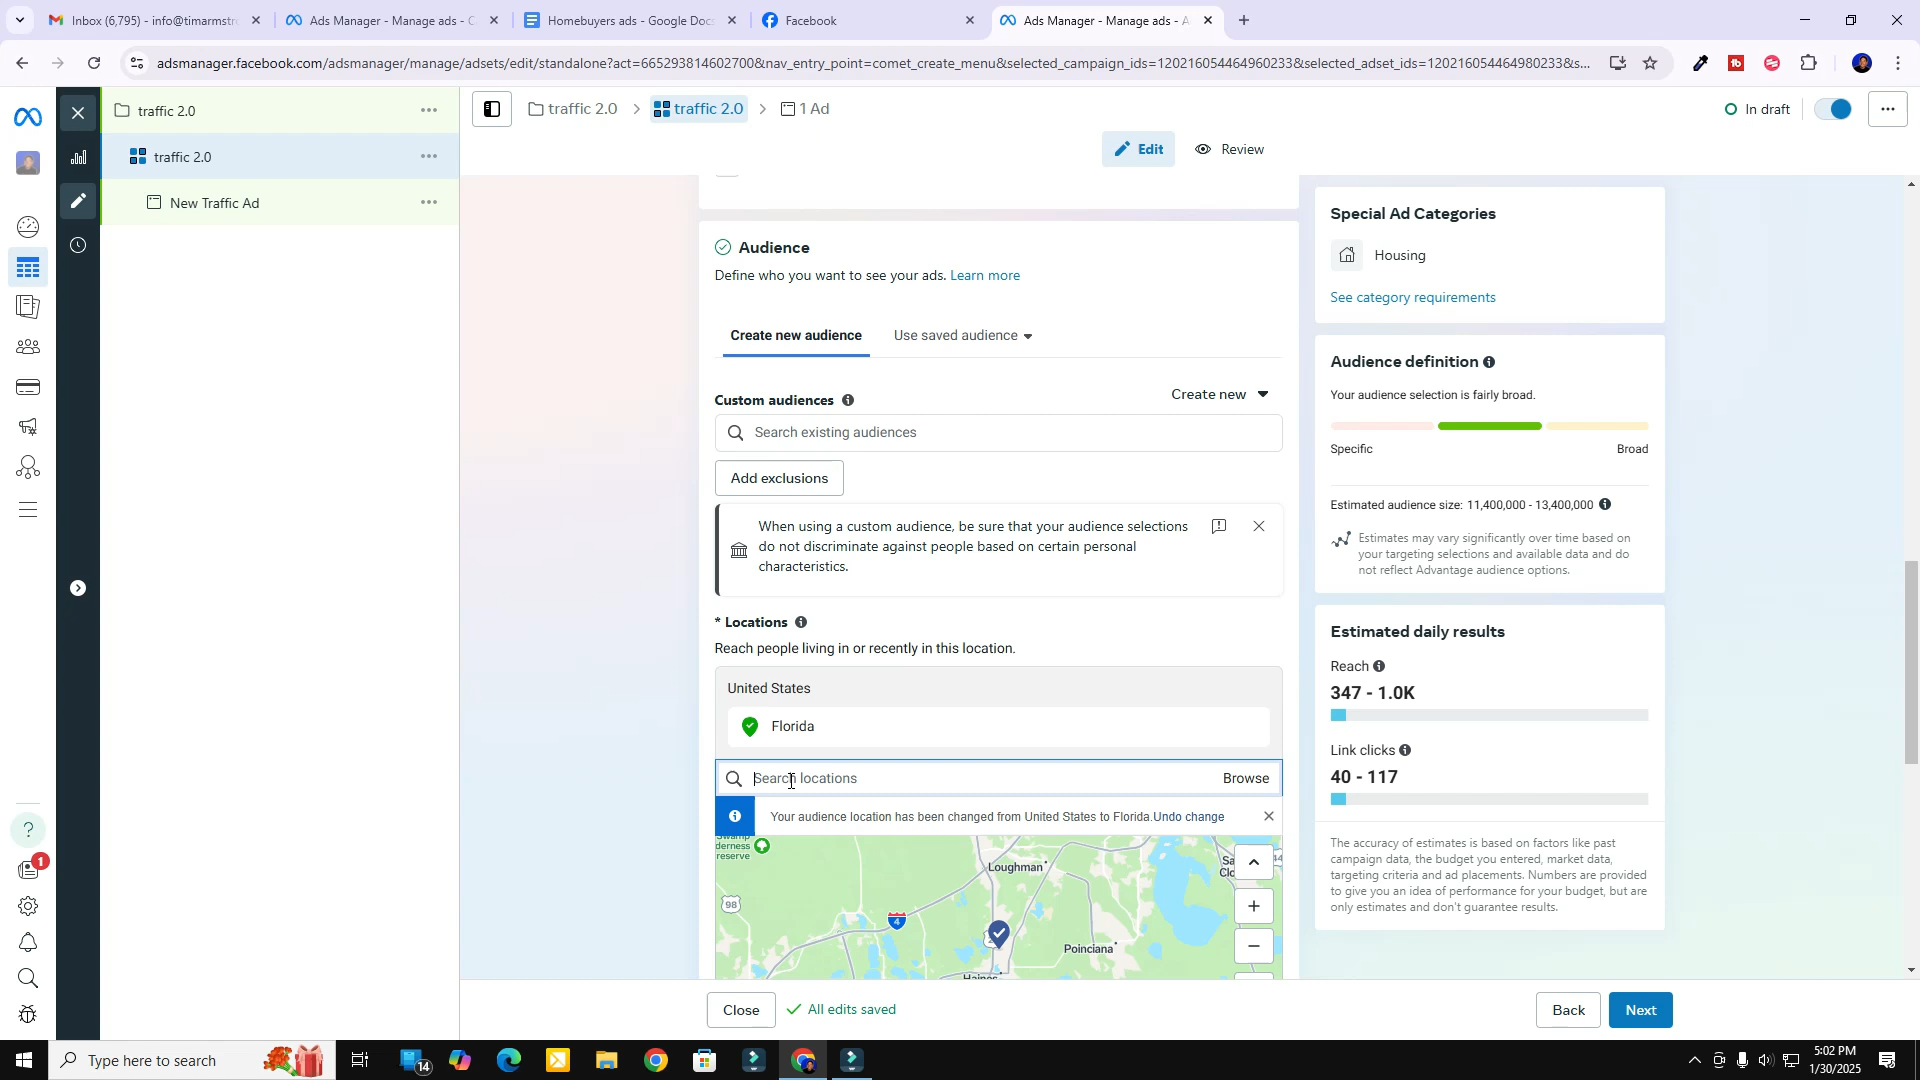 Inbox (6,795) - info@timarmstr
Ads Manager - Manage ads - C
Homebuyers ads - Google Docs
Facebook
Ads Manager - Manage ads - A
adsmanager.facebook.com/adsmanager/manage/adsets/edit/standalone?act=665293814602700&nav_entry_point=comet_create_menu&selected_campaign_ids=120216054464960233&selected_adset_ids=120216054464980233&s...
traffic 2.0
traffic 2.0
New Traffic Ad
traffic 2.0
traffic 2.0
1 Ad
In draft
Edit
Review
Audience
Define who you want to see your ads. Learn more
Create new audience
Use saved audience
Custom audiences
Create new
Search existing audiences
Add exclusions
When using a custom audience, be sure that your audience selections
do not discriminate against people based on certain personal
characteristics.
* Locations
Reach people living in or recently in this location.
United States
Florida
Search locations
Browse
Your audience location has been changed from United States to Florida.Undo change
Swamp
derness
reserve
Loughman
98
4
Poinciana
Haines
Close
All edits saved
Back
Next
Special Ad Categories
Housing
See category requirements
Audience definition
Your audience selection is fairly broad.
Specific
Broad
Estimated audience size: 11,400,000 - 13,400,000
Estimates may vary significantly over time based on
your targeting selections and available data and do
not reflect Advantage audience options.
Estimated daily results
Reach
347 - 1.0K
Link clicks
40 - 117
The accuracy of estimates is based on factors like past
campaign data, the budget you entered, market data,
targeting criteria and ad placements. Numbers are provided
to give you an idea of performance for your budget, but are
only estimates and don't guarantee results.
1
Type here to search
14
5:02 PM
1/30/2025